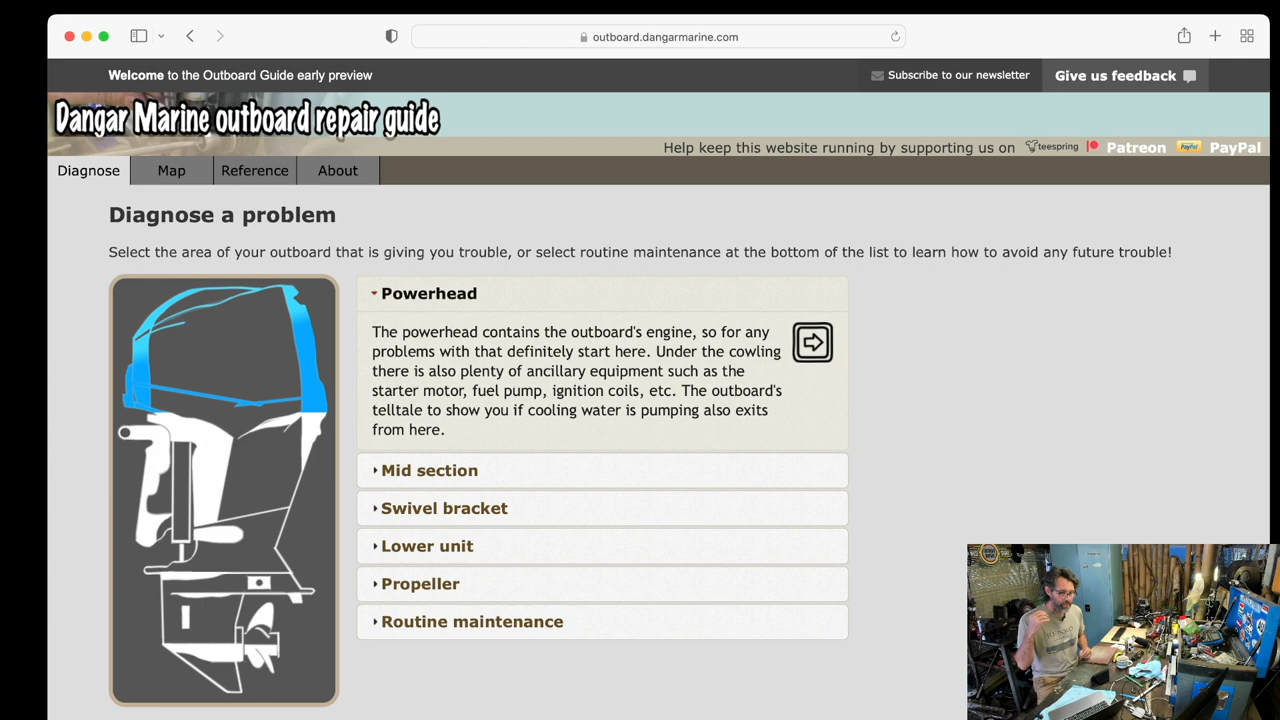 outboard.dangarmarine.com
Welcome to the Outboard Guide early preview
Subscribe to our newsletter
Give us feedback
Dangar Marine outboard repair guide
Help keep this website running by supporting us on teespring Patreon PayPal PayPal
Diagnose Map Reference About
Diagnose a problem
Select the area of your outboard that is giving you trouble, or select routine maintenance at the bottom of the list to learn how to avoid any future trouble!
Powerhead
The powerhead contains the outboard's engine, so for any
problems with that definitely start here. Under the cowling
there is also plenty of ancillary equipment such as the
starter motor, fuel pump, ignition coils, etc. The outboard's
telltale to show you if cooling water is pumping also exits
from here.
Mid section
Swivel bracket
Lower unit
Propeller
Routine maintenance